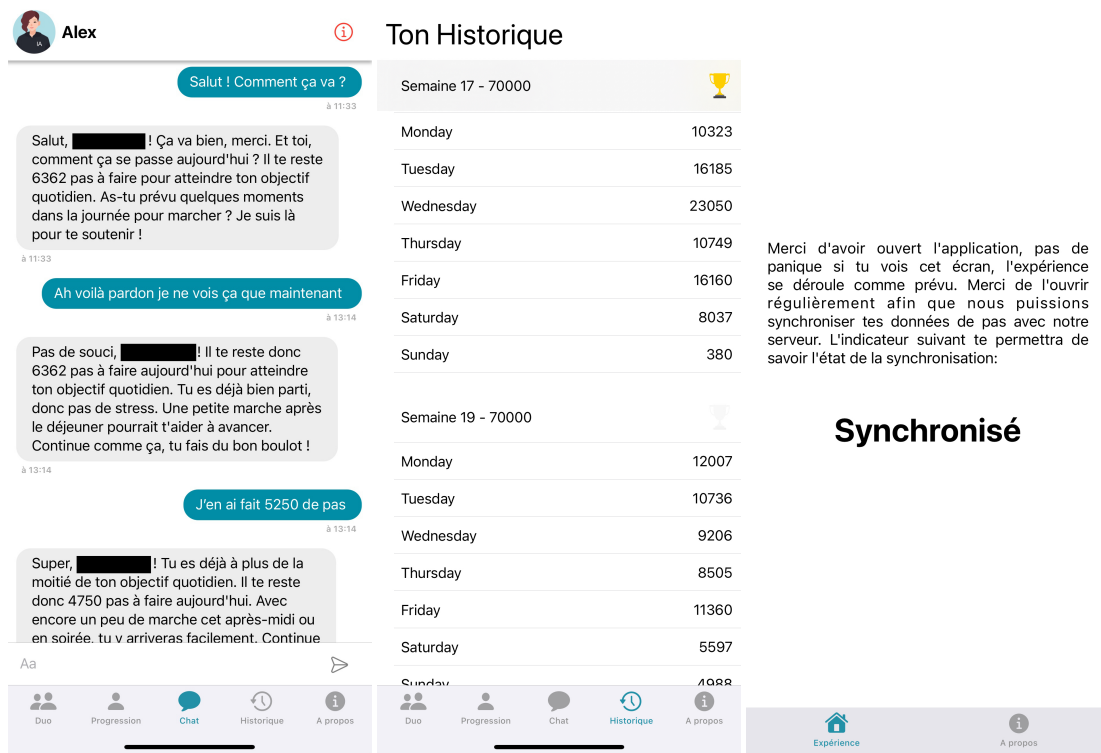 Alex
Salut ! Comment ça va ?
à 11:33
Salut, ! Ça va bien, merci. Et toi,
comment ça se passe aujourd'hui ? Il te reste
6362 pas à faire pour atteindre ton objectif
quotidien. As-tu prévu quelques moments
dans la journée pour marcher ? Je suis là
pour te soutenir !
à 11:33
Ah voilà pardon je ne vois ça que maintenant
à 13:14
Pas de souci, ! Il te reste donc
6362 pas à faire aujourd'hui pour atteindre
ton objectif quotidien. Tu es déjà bien parti,
donc pas de stress. Une petite marche après
le déjeuner pourrait t'aider à avancer.
Continue comme ça, tu fais du bon boulot !
à 13:14
J'en ai fait 5250 de pas
à 13:14
Super, ! Tu es déjà à plus de la
moitié de ton objectif quotidien. Il te reste
donc 4750 pas à faire aujourd'hui. Avec
encore un peu de marche cet après-midi ou
en soirée, tu y arriveras facilement. Continue
Aa
Duo
Progression
Chat
Historique
A propos
Ton Historique
Semaine 17 - 70000
Monday 10323
Tuesday 16185
Wednesday 23050
Thursday 10749
Friday 16160
Saturday 8037
Sunday 380
Semaine 19 - 70000
Monday 12007
Tuesday 10736
Wednesday 9206
Thursday 8505
Friday 11360
Saturday 5597
Sunday 4988
Duo
Progression
Chat
Historique
A propos
Merci d'avoir ouvert l'application, pas de
panique si tu vois cet écran, l'expérience
se déroule comme prévu. Merci de l'ouvrir
régulièrement afin que nous puissions
synchroniser tes données de pas avec notre
serveur. L'indicateur suivant te permettra de
savoir l'état de la synchronisation:
Synchronisé
Expérience
A propos